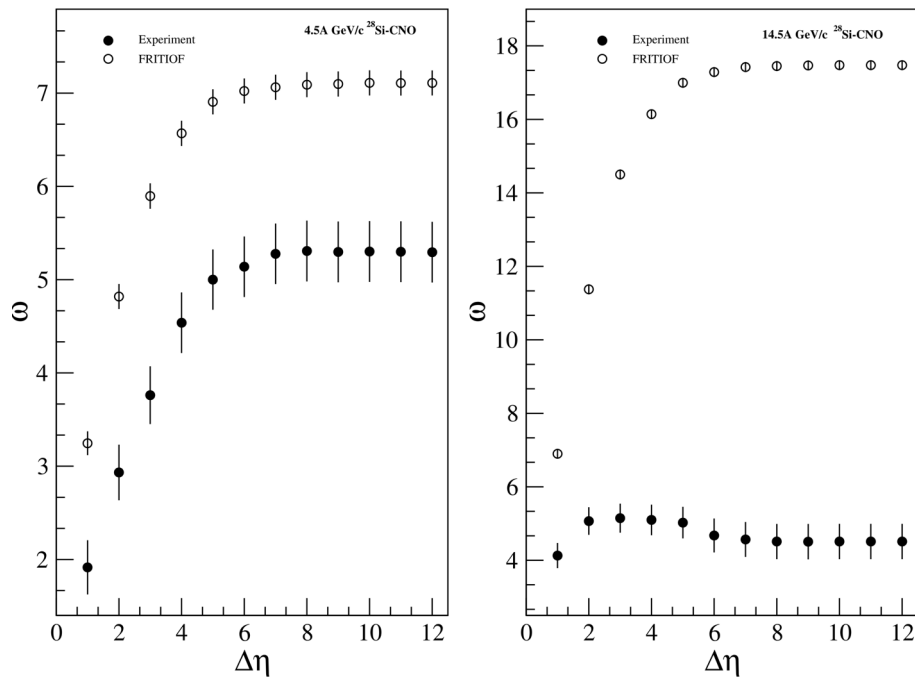 4.5A GeV/c ²⁸Si-CNO
Experiment
FRITIOF
7
6
5
4
3
2
ω
0 2 4 6 8 10 12
Δη
14.5A GeV/c ²⁸Si-CNO
Experiment
FRITIOF
18
16
14
12
10
8
6
4
ω
0 2 4 6 8 10 12
Δη